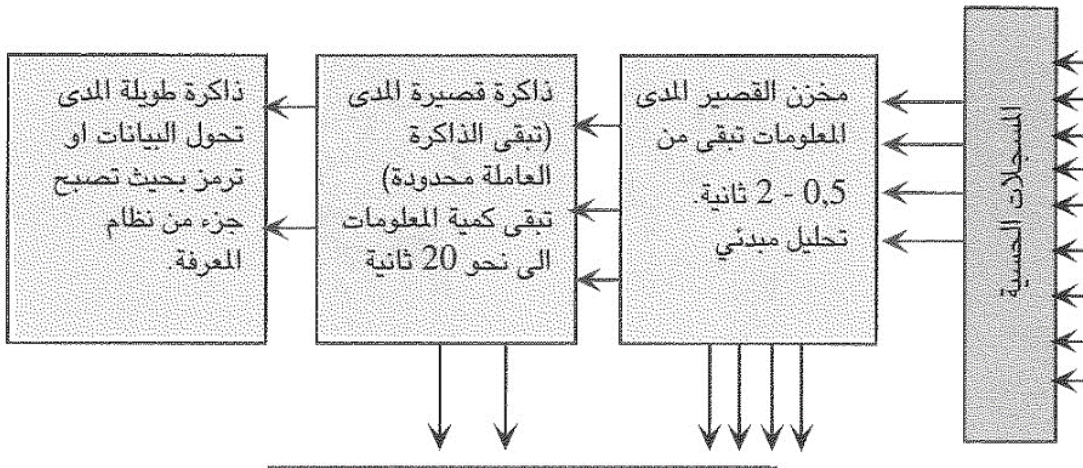 المسجلات الحسية
مخزن القصير المدى
المعلومات تبقى من
0,5 - 2 ثانية.
تحليل مبدئي
ذاكرة قصيرة المدى
(تبقى الذاكرة
العاملة محدودة)
تبقى كمية المعلومات
الى نحو 20 ثانية
ذاكرة طويلة المدى
تحول البيانات او
ترمز بحيث تصبح
جزء من نظام
المعرفة.